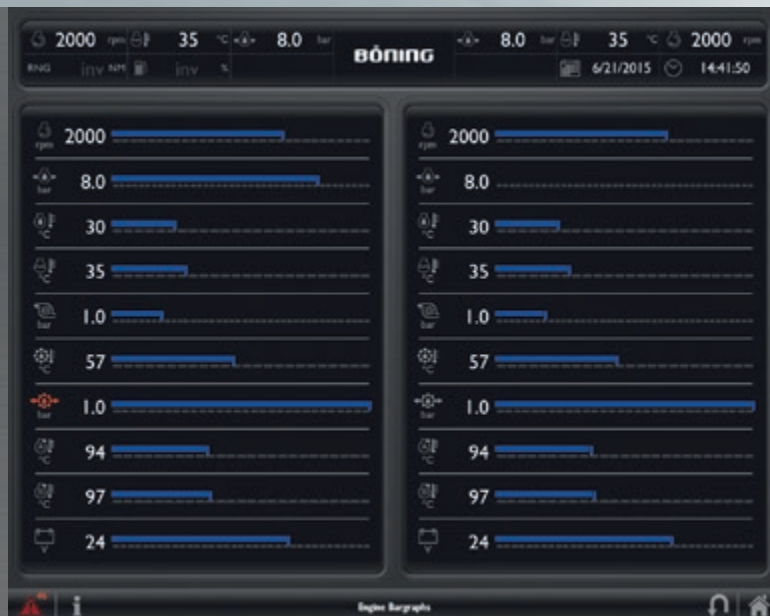 2000 rpm 35 °C 8.0 bar BÖNING 8.0 bar 35 °C 2000 rpm
RNG inv NM inv % 6/21/2015 14:41:50
rpm 2000
bar 8.0
°C 30
°C 35
bar 1.0
°C 57
bar 1.0
°C 94
°C 97
V 24
rpm 2000
bar 8.0
°C 30
°C 35
bar 1.0
°C 57
bar 1.0
°C 94
°C 97
V 24
i Engine Bargraphs